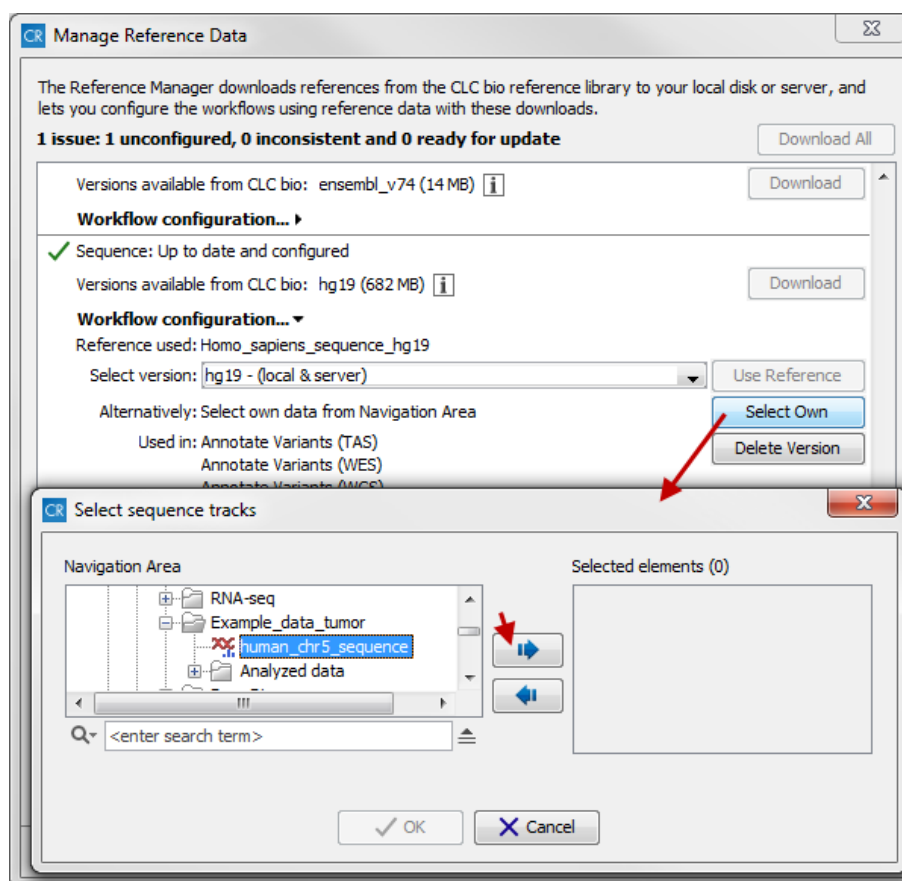 CR Manage Reference Data
The Reference Manager downloads references from the CLC bio reference library to your local disk or server, and
lets you configure the workflows using reference data with these downloads.
1 issue: 1 unconfigured, 0 inconsistent and 0 ready for update
Download All
Versions available from CLC bio: ensembl_v74 (14 MB) i
Download
Workflow configuration...
Sequence: Up to date and configured
Versions available from CLC bio: hg19 (682 MB) i
Download
Workflow configuration...
Reference used: Homo_sapiens_sequence_hg19
Select version: hg19 - (local & server)
Use Reference
Alternatively: Select own data from Navigation Area
Select Own
Used in: Annotate Variants (TAS)
Delete Version
Annotate Variants (WES)
Annotate Variants (WGS)
CR Select sequence tracks
Navigation Area
Selected elements (0)
RNA-seq
Example_data_tumor
human_chr5_sequence
Analyzed data
<enter search term>
OK
Cancel